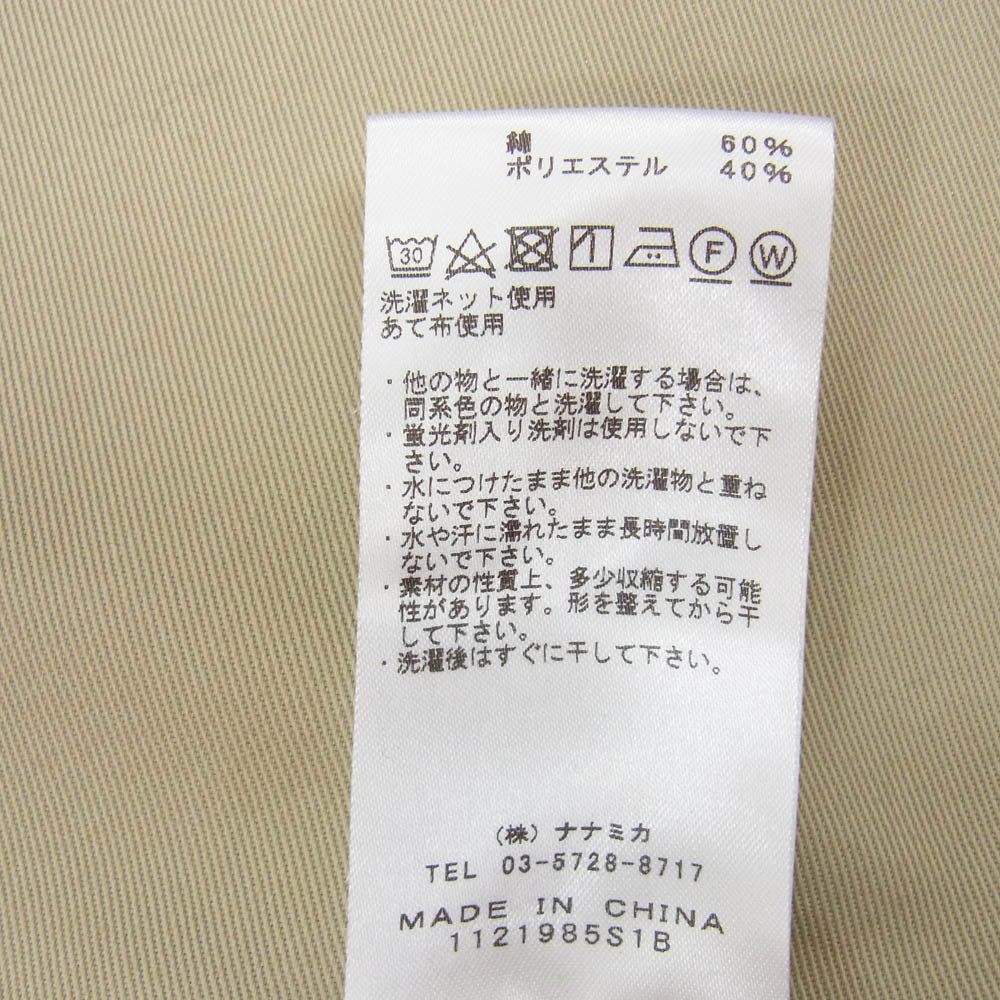 綿 60%
ポリエステル 40%
30 F W
洗濯ネット使用
あて布使用
・他の物と一緒に洗濯する場合は、
同系色の物と洗濯して下さい。
・蛍光剤入り洗剤は使用しないで下
さい。
・水につけたまま他の洗濯物と重ね
ないで下さい。
・水や汗に濡れたまま長時間放置し
ないで下さい。
・素材の性質上、多少収縮する可能
性があります。形を整えてから干
して下さい。
・洗濯後はすぐに干して下さい。
(株)ナナミカ
TEL 03-5728-8717
MADE IN CHINA
1121985S1B